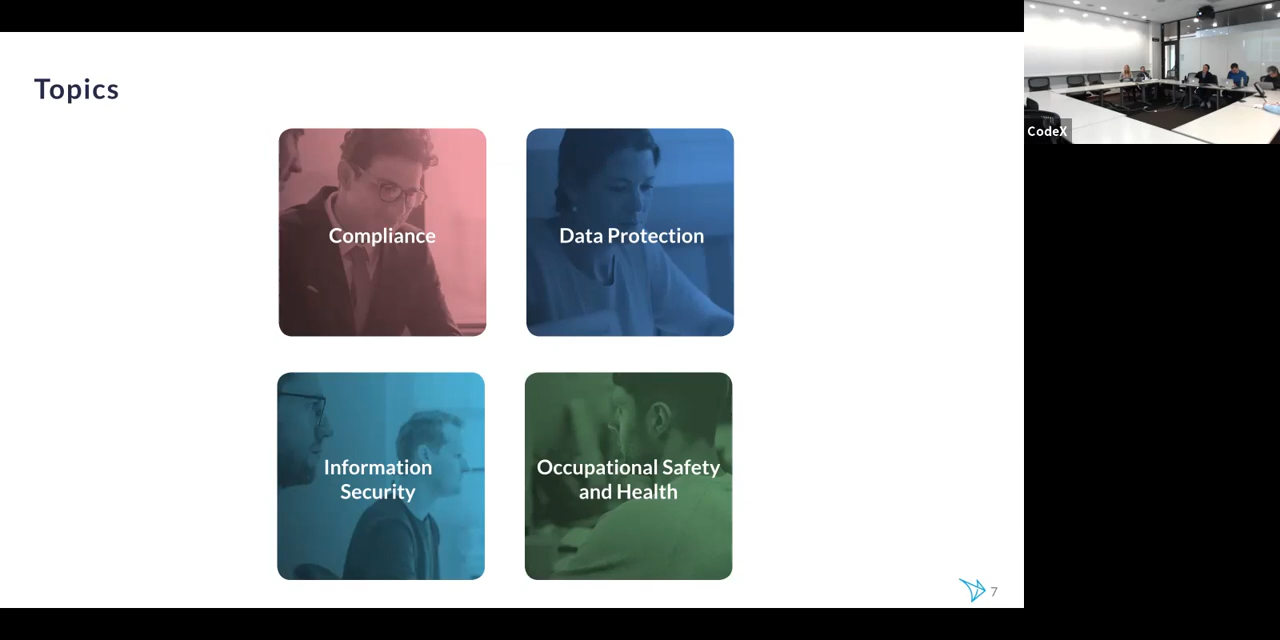 Topics
Compliance
Data Protection
Information
Security
Occupational Safety
and Health
7
CodeX